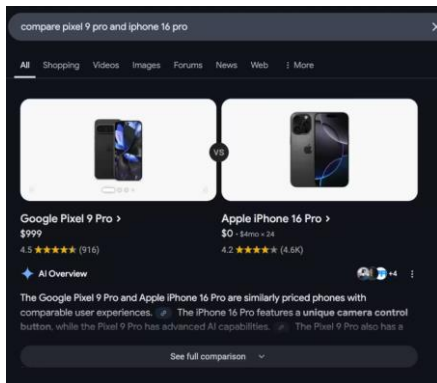 compare pixel 9 pro and iphone 16 pro
All Shopping Videos Images Forums News Web More
VS
Google Pixel 9 Pro >
$999
4.5 ★★★★★ (916)
Apple iPhone 16 Pro >
$0 · $4mo × 24
4.2 ★★★★★ (4.6K)
AI Overview
+4
The Google Pixel 9 Pro and Apple iPhone 16 Pro are similarly priced phones with
comparable user experiences. The iPhone 16 Pro features a unique camera control
button, while the Pixel 9 Pro has advanced AI capabilities. The Pixel 9 Pro also has a
See full comparison